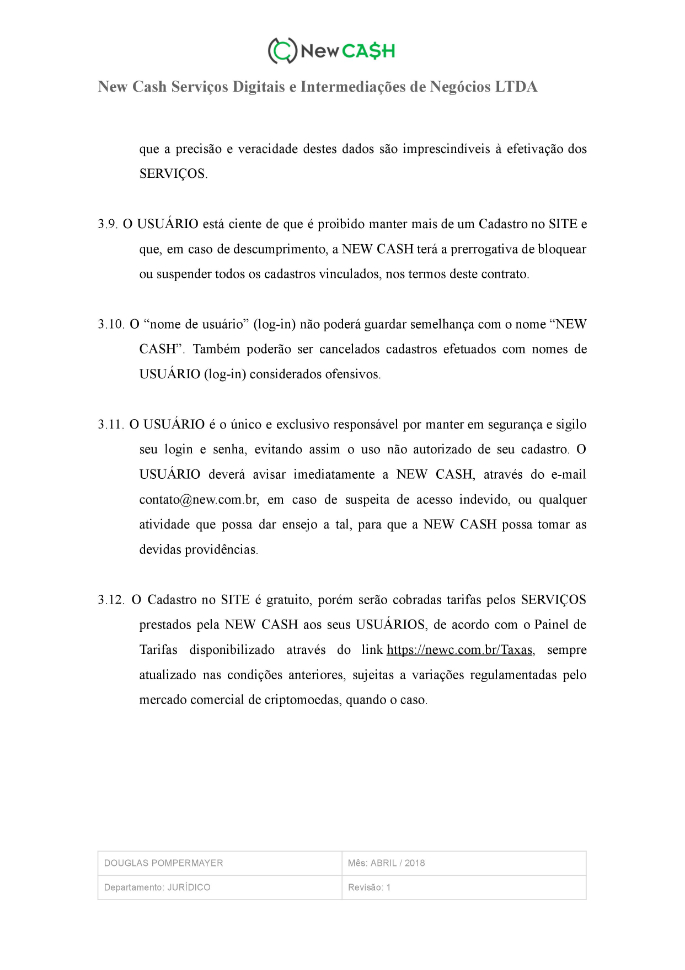 New CA$H
New Cash Serviços Digitais e Intermediações de Negócios LTDA
que a precisão e veracidade destes dados são imprescindíveis à efetivação dos
SERVIÇOS.
3.9. O USUÁRIO está ciente de que é proibido manter mais de um Cadastro no SITE e
que, em caso de descumprimento, a NEW CASH terá a prerrogativa de bloquear
ou suspender todos os cadastros vinculados, nos termos deste contrato.
3.10. O “nome de usuário” (log-in) não poderá guardar semelhança com o nome “NEW
CASH”. Também poderão ser cancelados cadastros efetuados com nomes de
USUÁRIO (log-in) considerados ofensivos.
3.11. O USUÁRIO é o único e exclusivo responsável por manter em segurança e sigilo
seu login e senha, evitando assim o uso não autorizado de seu cadastro. O
USUÁRIO deverá avisar imediatamente a NEW CASH, através do e-mail
contato@new.com.br, em caso de suspeita de acesso indevido, ou qualquer
atividade que possa dar ensejo a tal, para que a NEW CASH possa tomar as
devidas providências.
3.12. O Cadastro no SITE é gratuito, porém serão cobradas tarifas pelos SERVIÇOS
prestados pela NEW CASH aos seus USUÁRIOS, de acordo com o Painel de
Tarifas disponibilizado através do link https://newc.com.br/Taxas, sempre
atualizado nas condições anteriores, sujeitas a variações regulamentadas pelo
mercado comercial de criptomoedas, quando o caso.
DOUGLAS POMPERMAYER Mês: ABRIL / 2018
Departamento: JURÍDICO Revisão: 1